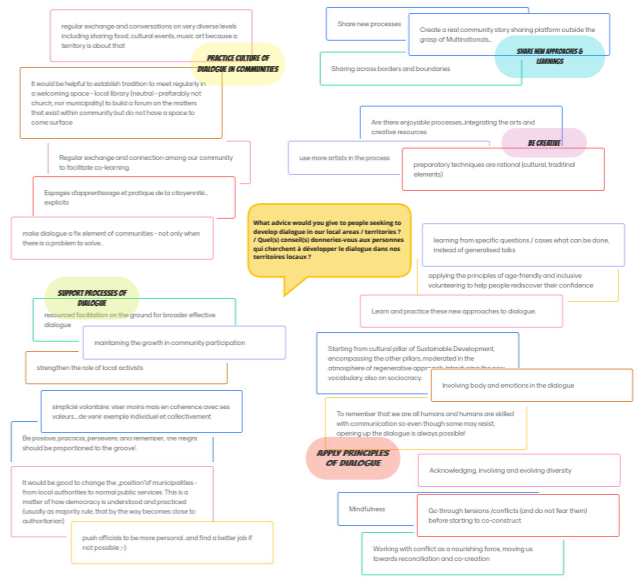 regular exchange and conversations on very diverse levels
including sharing food, cultural events, music art because a
territory is about that
PRACTICE CULTURE OF
DIALOGUE IN COMMUNITIES
It would be helpful to establish tradition to meet regularly in
a welcoming space - local library (neutral - preforably not
church, nor municipality) to build a forum on the matters
that exist within community but do not have a space to
come surface
Regular exchange and connection among our community
to facilitate co-learning.
Espages d'apprentissage et pratique de la citoyennité...
explicits
make dialogue a fix element of communities - not only when
there is a problem to solve..
SUPPORT PROCESSES OF
DIALOGUE
resourced facilitation on the ground for broader effective
dialogue
maintaining the growth in community participation
strengthen the role of local activists
simplicié volontaire: viser moins mais en coherence avec ses
valeurs... de venir exemple individuel et collectivement
Be positive, practical, persevere, and remember, 'the freight
should be proportioned to the groove'.
It would be good to change the „position"of municipalities -
from local authorities to normal public services. This is a
matter of how democracy is understood and practiced
(usually as majority rule, that by the way becomes close to
authoritarian)
push officials to be more personal..and find a better job if
not possible ;-)
What advice would you give to people seeking to
develop dialogue in our local areas / territories ?
/ Quel(s) conseil(s) donneriez-vous aux personnes
qui cherchent à développer le dialogue dans nos
territoires locaux ?
Share new processes
Create a real community story sharing platform outside the
grasp of Multinationals...
SHARE NEW APPROACHES &
LEARNINGS
Sharing across borders and boundaries
Are there enjoyable processes..integrating the arts and
creative resources
BE CREATIVE
use more artists in the process
preparatory techniques are rational (cultural, traditinal
elements)
learning from specific questions / cases what can be done,
instead of generalised talks
applying the principles of age-friendly and inclusive
volunteering to help people rediscover their confidence
Learn and practice these new approaches to dialogue.
Starting from cultural pillar of Sustainable Development,
encompassing the other pillars, moderated in the
atmosphere of regenerative approach, introducing the new
vocabulary, also on sociocracy.
Involving body and emotions in the dialogue
To remember that we are all humans and humans are skilled
with communication so even though some may resist,
opening up the dialogue is always possible!
APPLY PRINCIPLES
OF DIALOGUE
Acknowledging, involving and evolving diversity
Mindfulness
Go through tensions /conflicts (and do not fear them)
before starting to co-construct
Working with conflict as a nourishing force, moving us
towards reconciliation and co-creation